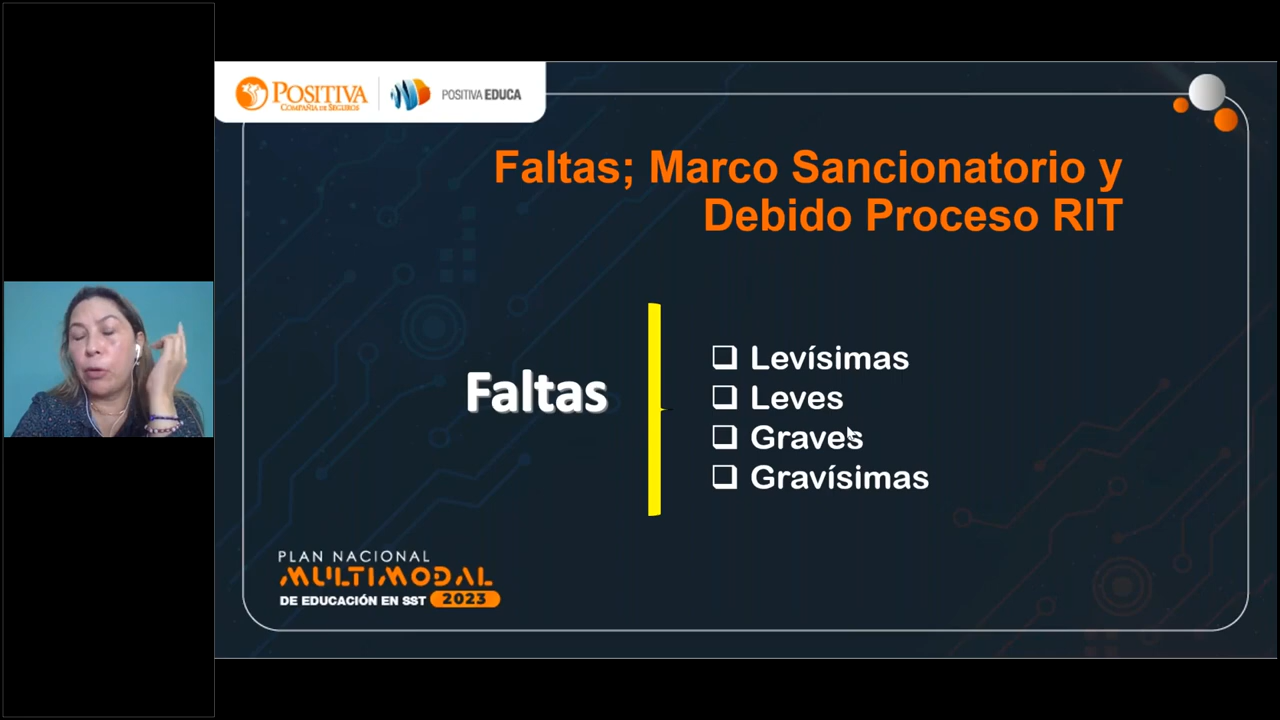 POSITIVA
COMPAÑÍA DE SEGUROS
POSITIVA EDUCA
Faltas; Marco Sancionatorio y
Debido Proceso RIT
Faltas
Levísimas
Leves
Graves
Gravísimas
PLAN NACIONAL
MULTIMODAL
DE EDUCACIÓN EN SST 2023